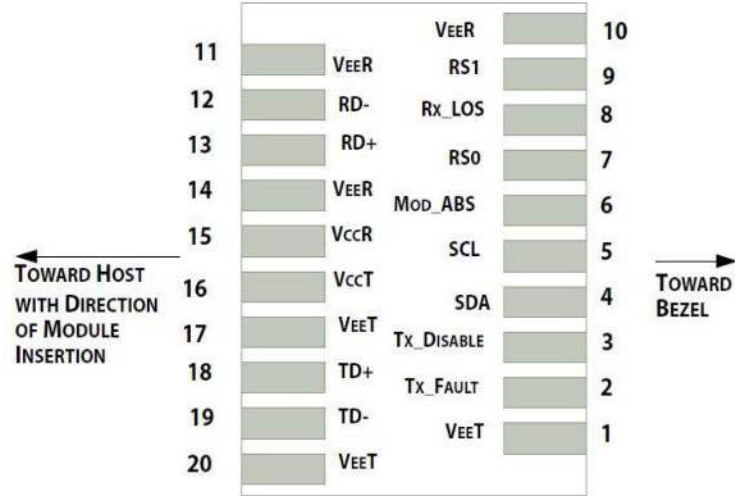 11 VEER
12 RD-
13 RD+
14 VEER
15 VCCR
16 VCCT
17 VEET
18 TD+
19 TD-
20 VEET
VEER 10
RS1 9
RX_LOS 8
RS0 7
MOD_ABS 6
SCL 5
SDA 4
TX_DISABLE 3
TX_FAULT 2
VEET 1
TOWARD HOST
WITH DIRECTION
OF MODULE
INSERTION
TOWARD
BEZEL